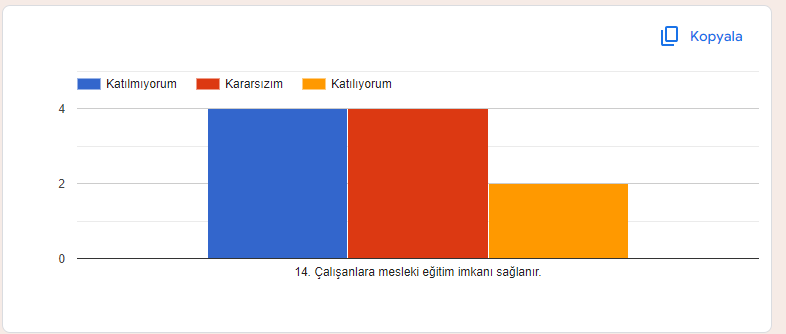 Kopyala
Katılmıyorum Kararsızım Katılıyorum
4
2
0
14. Çalışanlara mesleki eğitim imkanı sağlanır.